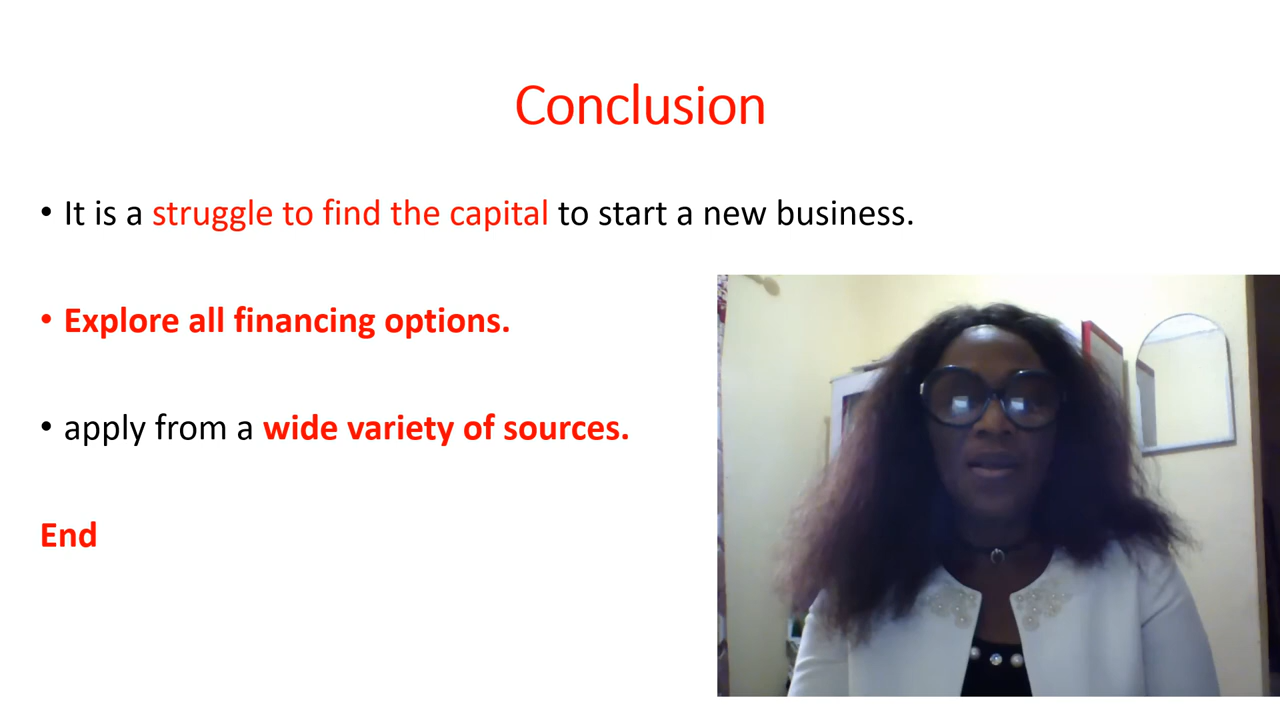 Conclusion
• It is a struggle to find the capital to start a new business.
• Explore all financing options.
• apply from a wide variety of sources.
End